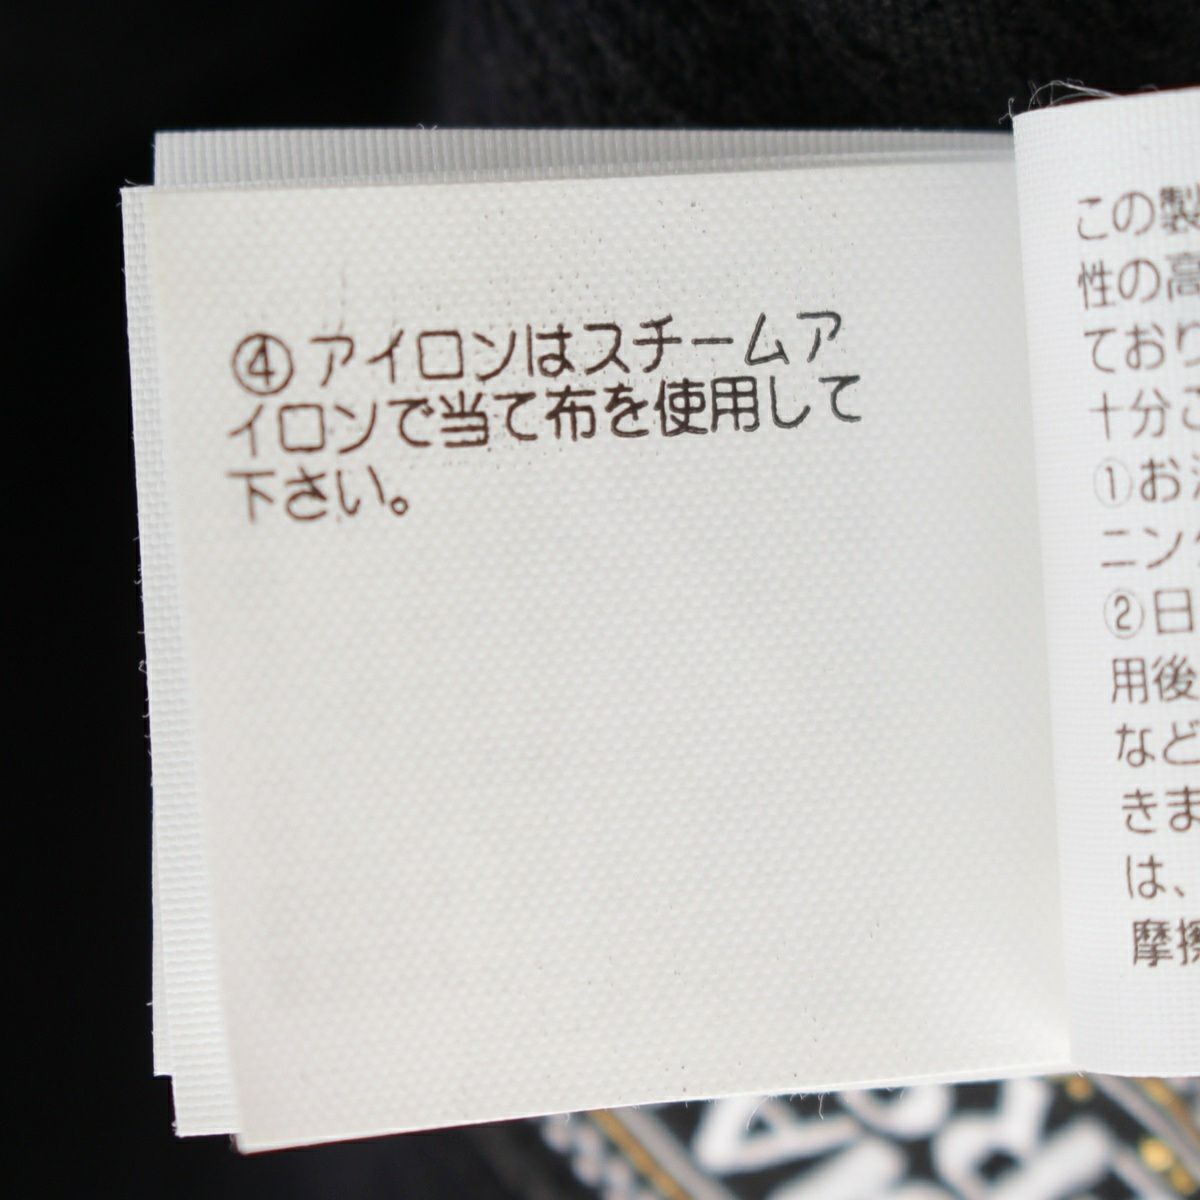 ④アイロンはスチームア
イロンで当て布を使用して
下さい。
この製
性の高
ており
十分ご
①お
ニング
②日
用後
など
きま
は、
摩擦